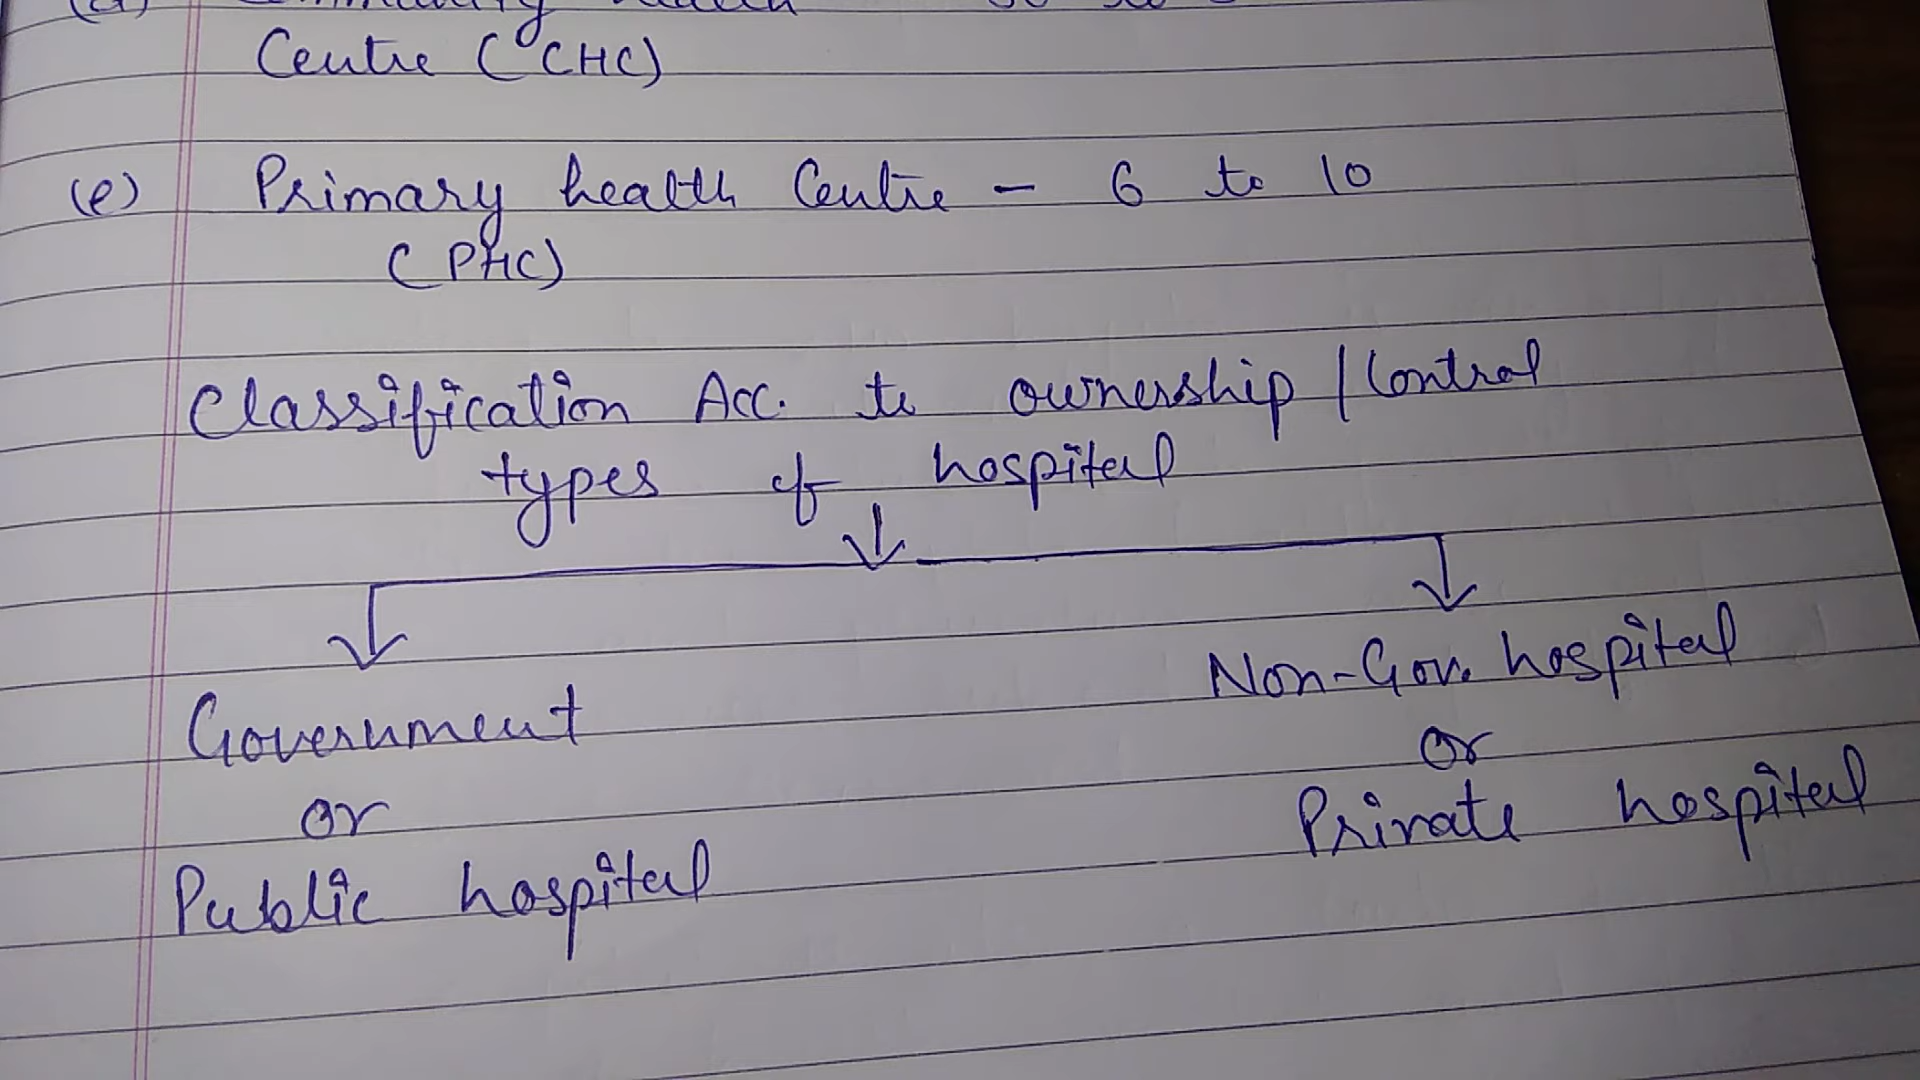 Centre (CHC)
(e) Primary health Centre - 6 to 10
(PHC)
Classification Acc. to ownership / Control
types of hospital
Government
or
Public hospital
Non-Gov. hospital
or
Private hospital